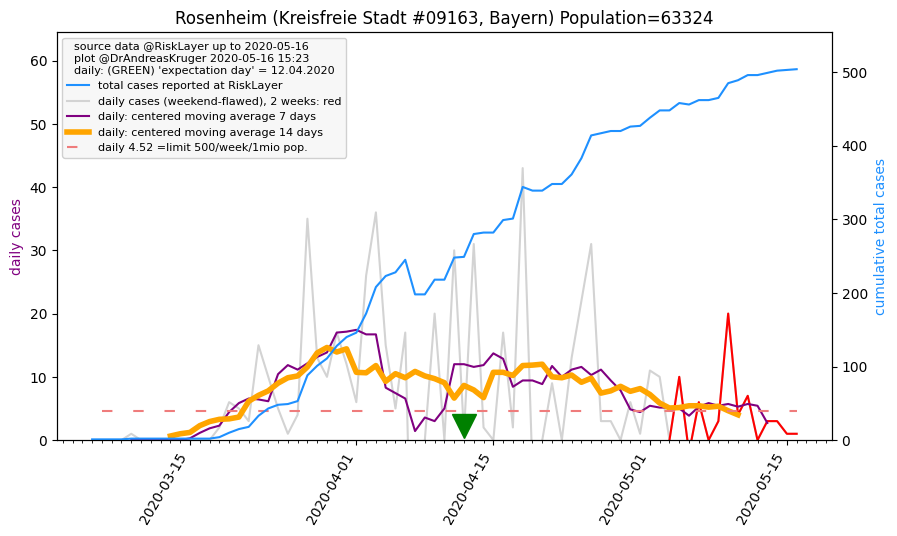 Rosenheim (Kreisfreie Stadt #09163, Bayern) Population=63324
source data @RiskLayer up to 2020-05-16
plot @DrAndreasKruger 2020-05-16 15:23
daily: (GREEN) 'expectation day' = 12.04.2020
total cases reported at RiskLayer
daily cases (weekend-flawed), 2 weeks: red
daily: centered moving average 7 days
daily: centered moving average 14 days
daily 4.52 =limit 500/week/1mio pop.
daily cases
60
50
40
30
20
10
0
cumulative total cases
500
400
300
200
100
0
2020-03-15
2020-04-01
2020-04-15
2020-05-01
2020-05-15